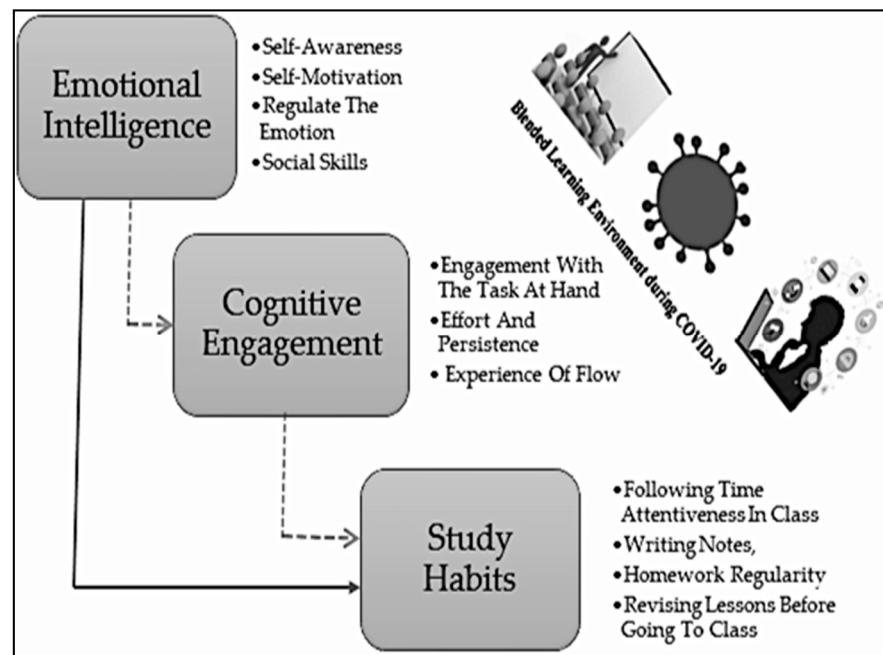 Emotional
Intelligence
•Self-Awareness
•Self-Motivation
•Regulate The
Emotion
•Social Skills
Blended Learning Environment during COVID-19
Cognitive
Engagement
•Engagement With
The Task At Hand
•Effort And
Persistence
• Experience Of Flow
Study
Habits
•Following Time
Attentiveness In Class
•Writing Notes,
•Homework Regularity
•Revising Lessons Before
Going To Class